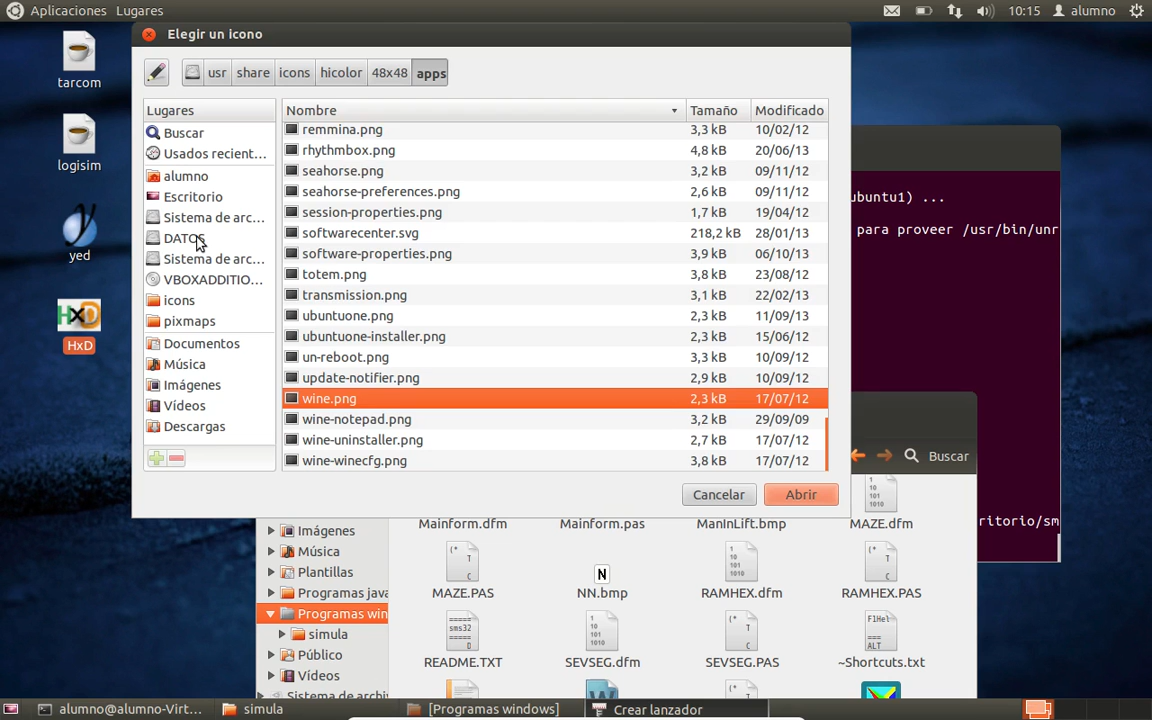 Aplicaciones Lugares 10:15 alumno
Elegir un icono
tarcom
logisim
yed
HxD
usr share icons hicolor 48x48 apps
Lugares
Buscar
Usados recient...
alumno
Escritorio
Sistema de arc...
DATOS
Sistema de arc...
VBOXADDITIO...
icons
pixmaps
Documentos
Música
Imágenes
Vídeos
Descargas
Nombre Tamaño Modificado
remmina.png 3,3 kB 10/02/12
rhythmbox.png 4,8 kB 20/06/13
seahorse.png 3,2 kB 09/11/12
seahorse-preferences.png 2,6 kB 09/11/12
session-properties.png 1,7 kB 19/04/12
softwarecenter.svg 218,2 kB 28/01/13
software-properties.png 3,9 kB 06/10/13
totem.png 3,8 kB 23/08/12
transmission.png 3,1 kB 22/02/13
ubuntuone.png 2,3 kB 11/09/13
ubuntuone-installer.png 2,3 kB 15/06/12
un-reboot.png 3,3 kB 10/09/12
update-notifier.png 2,9 kB 10/09/12
wine.png 2,3 kB 17/07/12
wine-notepad.png 3,2 kB 29/09/09
wine-uninstaller.png 2,7 kB 17/07/12
wine-winecfg.png 3,8 kB 17/07/12
Cancelar Abrir
ubuntu1) ...
para proveer /usr/bin/unr
ritorio/sm
Buscar
Imágenes
Música
Plantillas
Programas java
Programas win
simula
Público
Vídeos
Sistema de archiv
Mainform.dfm Mainform.pas ManInLift.bmp MAZE.dfm
MAZE.PAS NN.bmp RAMHEX.dfm RAMHEX.PAS
README.TXT SEVSEG.dfm SEVSEG.PAS ~Shortcuts.txt
alumno@alumno-Virt... simula [Programas windows] Crear lanzador